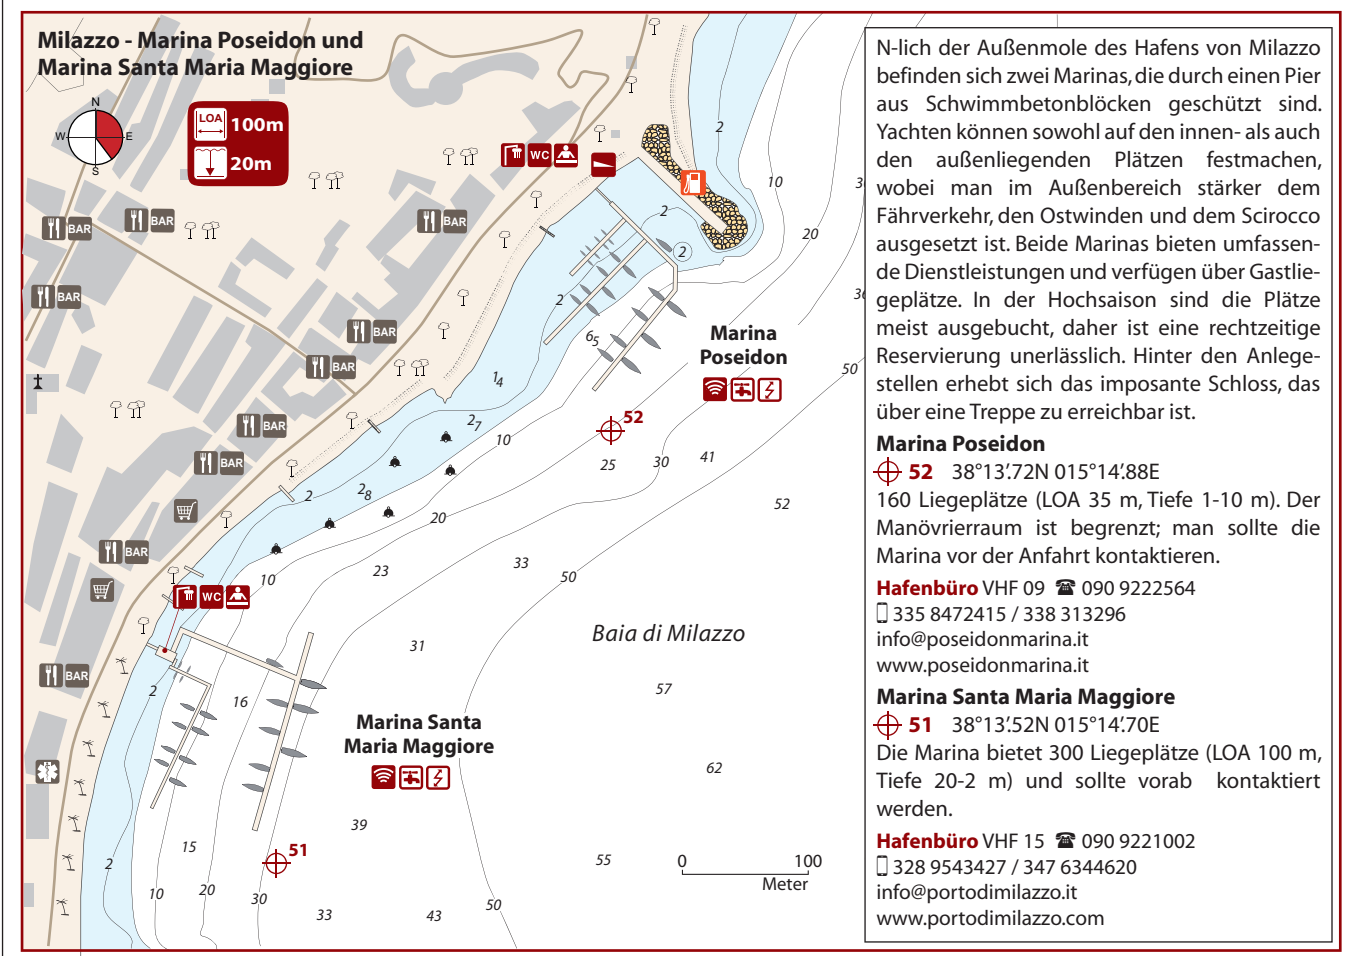 Milazzo - Marina Poseidon und
Marina Santa Maria Maggiore
N
W
E
S
LOA
100m
20m
WC
BAR
BAR
BAR
BAR
BAR
BAR
BAR
BAR
BAR
WC
BAR
2
10
20
30
36
50
2
2
2
65
14
27
10
25
30
41
52
2
28
20
10
23
33
50
31
57
62
2
16
15
39
55
2
10
20
30
33
43
50
Marina
Poseidon
52
Baia di Milazzo
Marina Santa
Maria Maggiore
51
0
100
Meter
N-lich der Außenmole des Hafens von Milazzo
befinden sich zwei Marinas, die durch einen Pier
aus Schwimmbetonblöcken geschützt sind.
Yachten können sowohl auf den innen- als auch
den außenliegenden Plätzen festmachen,
wobei man im Außenbereich stärker dem
Fährverkehr, den Ostwinden und dem Scirocco
ausgesetzt ist. Beide Marinas bieten umfassen-
de Dienstleistungen und verfügen über Gastlie-
geplätze. In der Hochsaison sind die Plätze
meist ausgebucht, daher ist eine rechtzeitige
Reservierung unerlässlich. Hinter den Anlege-
stellen erhebt sich das imposante Schloss, das
über eine Treppe zu erreichbar ist.
Marina Poseidon
52 38°13'.72N 015°14'.88E
160 Liegeplätze (LOA 35 m, Tiefe 1-10 m). Der
Manövrierraum ist begrenzt; man sollte die
Marina vor der Anfahrt kontaktieren.
Hafenbüro VHF 09 ☎ 090 9222564
335 8472415 / 338 313296
info@poseidonmarina.it
www.poseidonmarina.it
Marina Santa Maria Maggiore
51 38°13'.52N 015°14'.70E
Die Marina bietet 300 Liegeplätze (LOA 100 m,
Tiefe 20-2 m) und sollte vorab kontaktiert
werden.
Hafenbüro VHF 15 ☎ 090 9221002
328 9543427 / 347 6344620
info@portodimilazzo.it
www.portodimilazzo.com